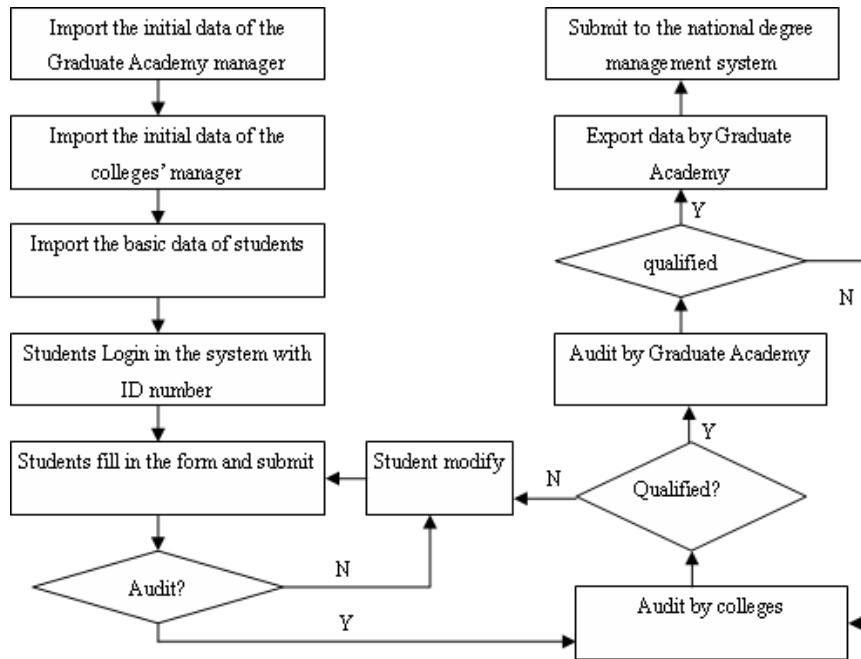 Import the initial data of the
Graduate Academy manager
Import the initial data of the
colleges’ manager
Import the basic data of students
Students Login in the system with
ID number
Students fill in the form and submit
Audit?
N
Y
Student modify
N
Audit by colleges
Qualified?
Y
Audit by Graduate Academy
qualified
N
Y
Export data by Graduate
Academy
Submit to the national degree
management system